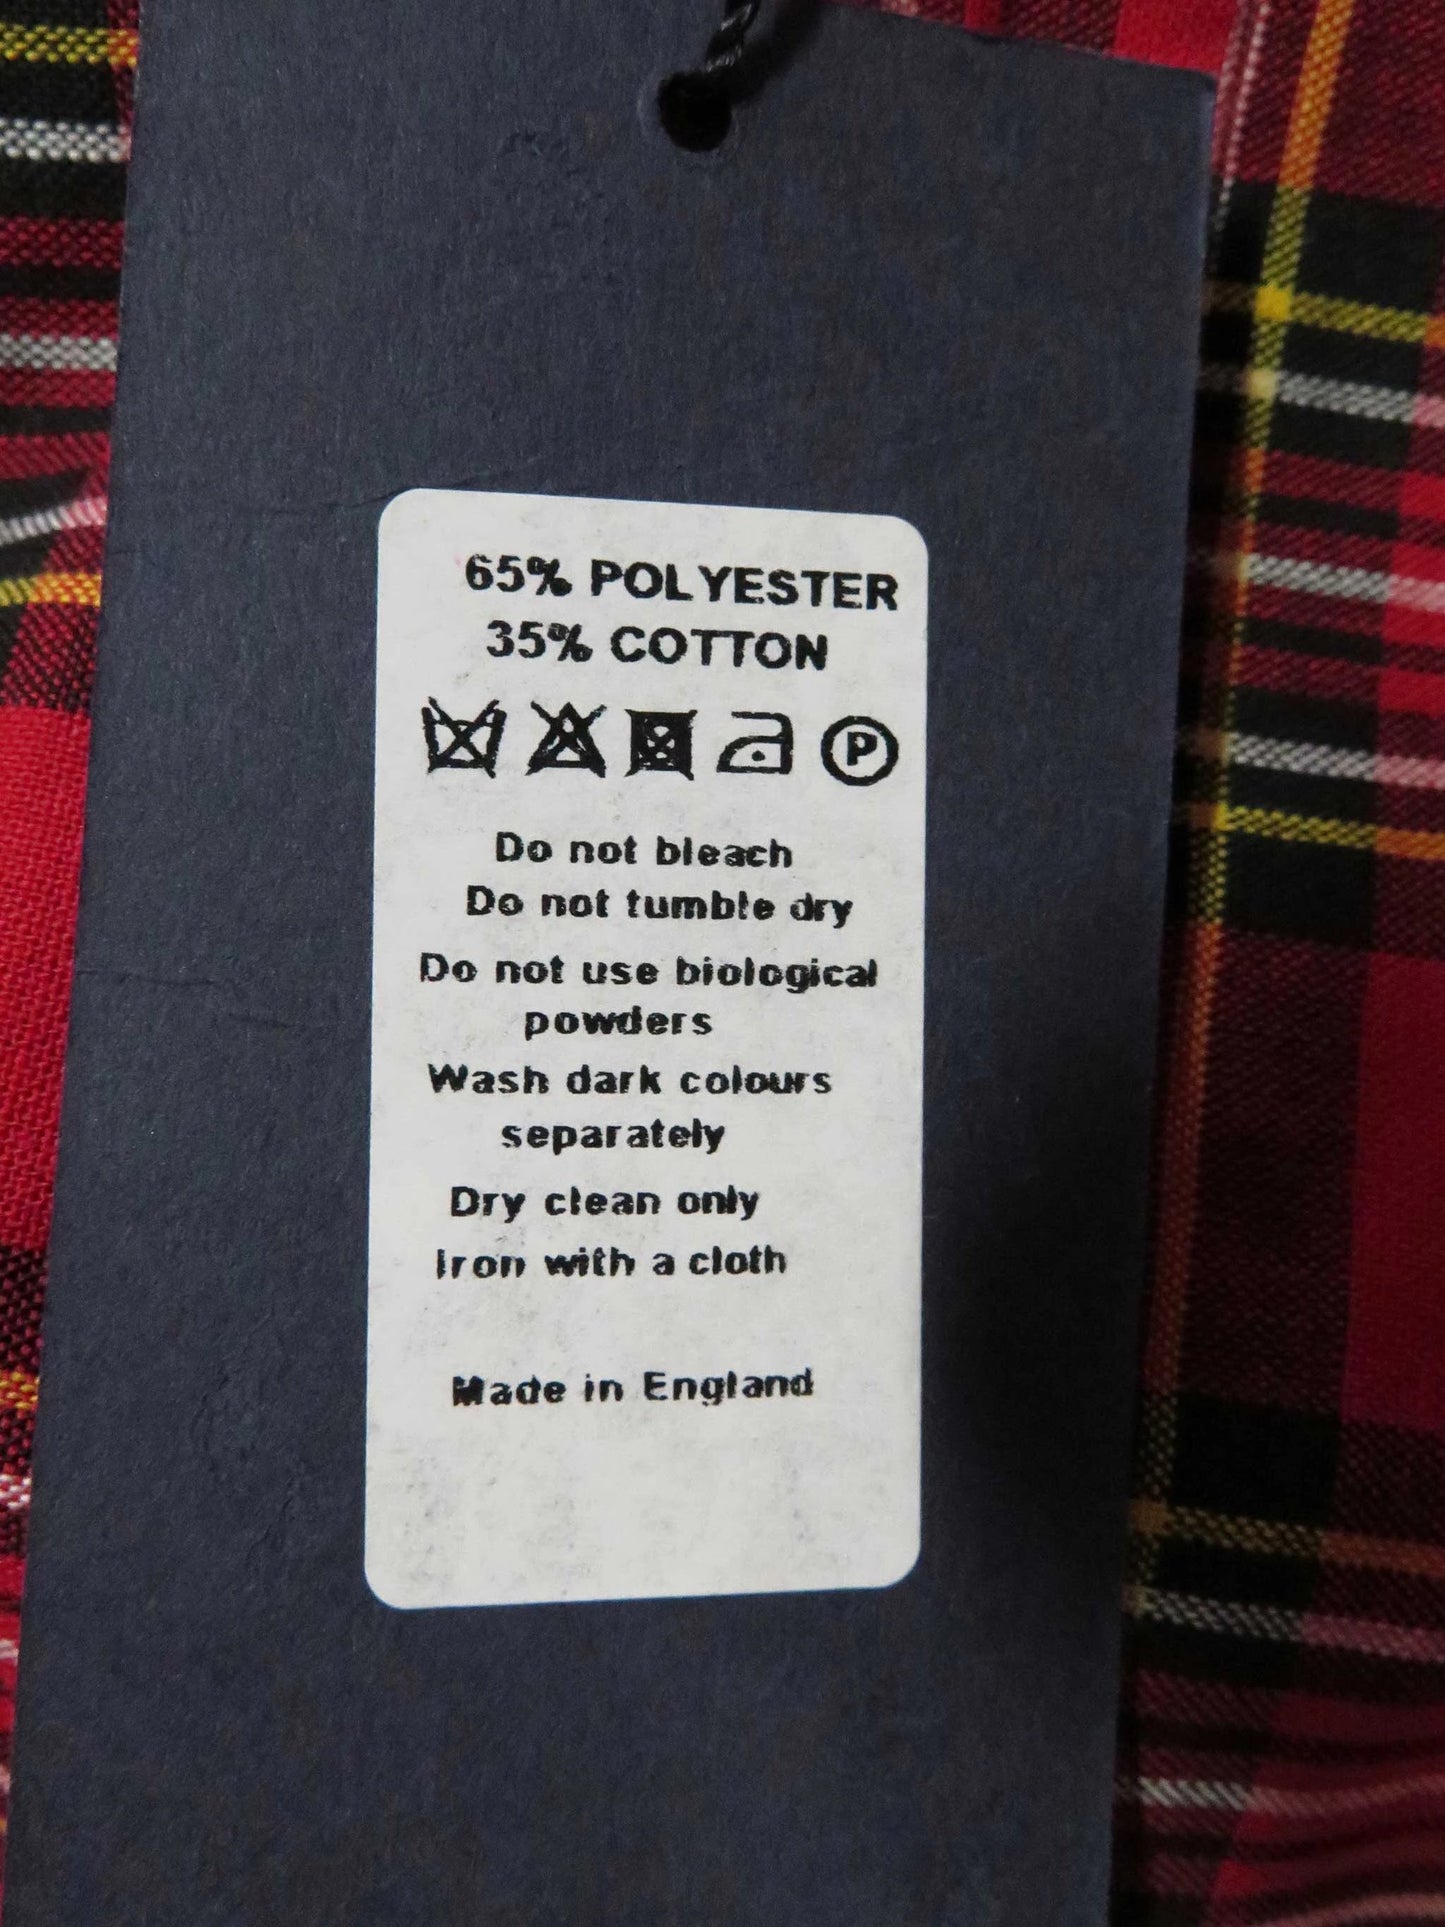 65% POLYESTER
35% COTTON
P
Do not bleach
Do not tumble dry
Do not use biological
powders
Wash dark colours
separately
Dry clean only
Iron with a cloth
Made in England